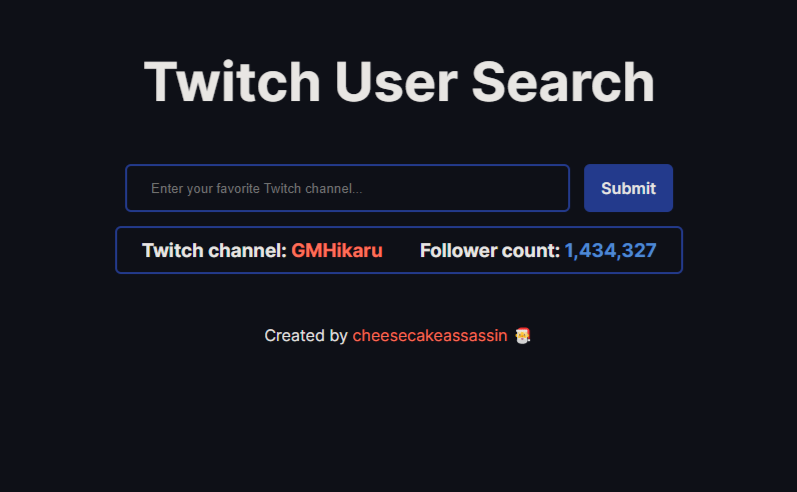 Twitch User Search
Enter your favorite Twitch channel...
Submit
Twitch channel: GMHikaru Follower count: 1,434,327
Created by cheesecakeassassin 🎅